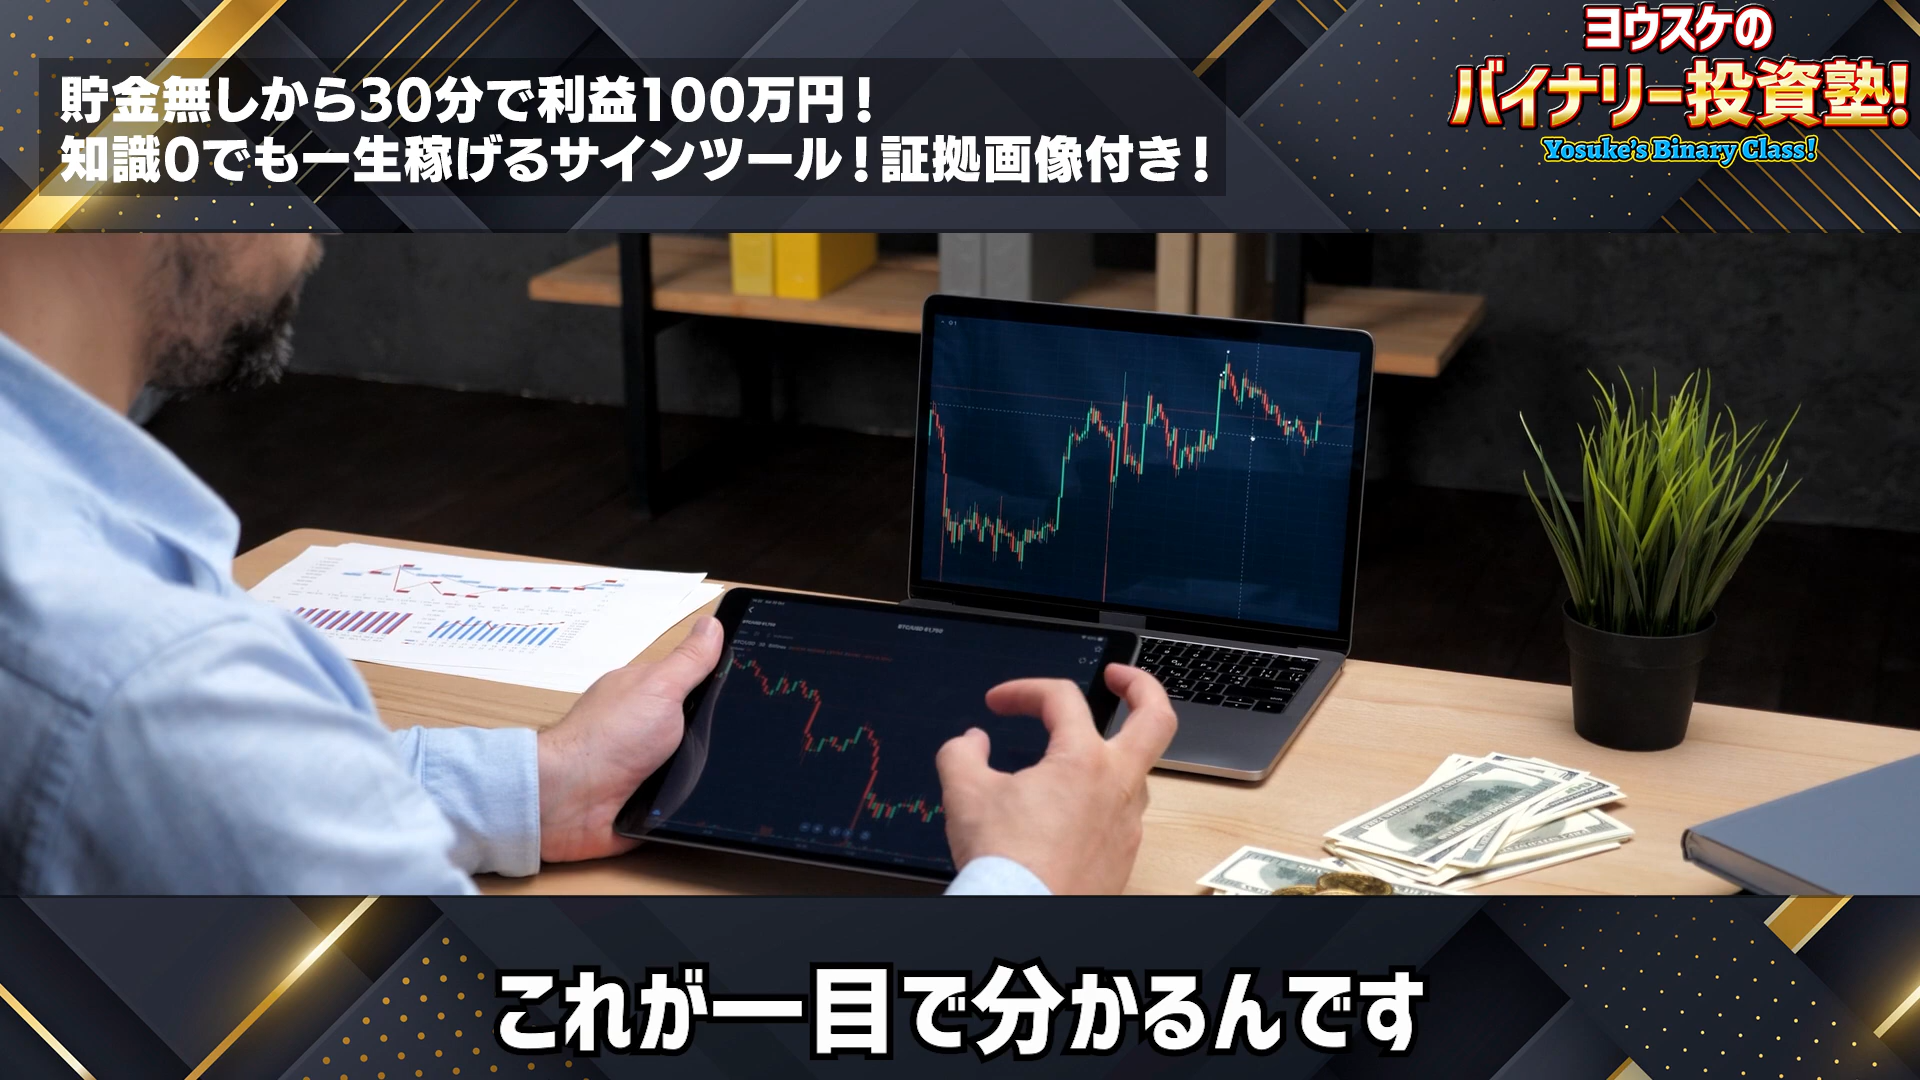 貯金無しから30分で利益100万円！
知識0でも一生稼げるサインツール！証拠画像付き！
ヨウスケの
バイナリー投資塾!
Yosuke's Binary Class!
これが一目で分かるんです